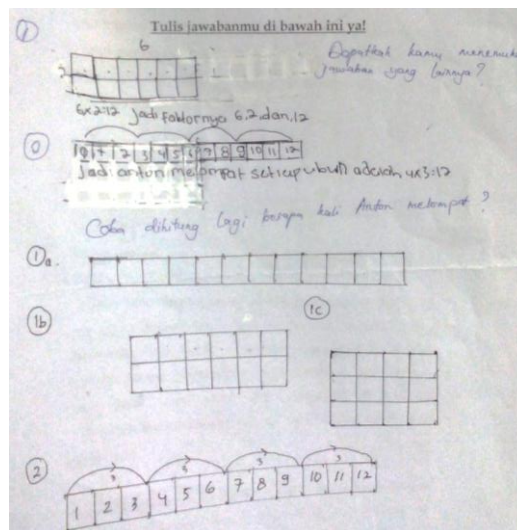 Tulis jawabanmu di bawah ini ya!
1
6
2
Dapatkah kamu menemukan
jawaban yang lainnya?
6x2=12 jadi faktornya 6,2,dan,12
0
1 2 3 4 5 6 7 8 9 10 11 12
Jadi anton melompat setiap ubun adalah 4x3=12
Coba dihitung lagi berapa kali Anton melompat?
1a.
1b
1c
2
3 3 3 3
1 2 3 4 5 6 7 8 9 10 11 12